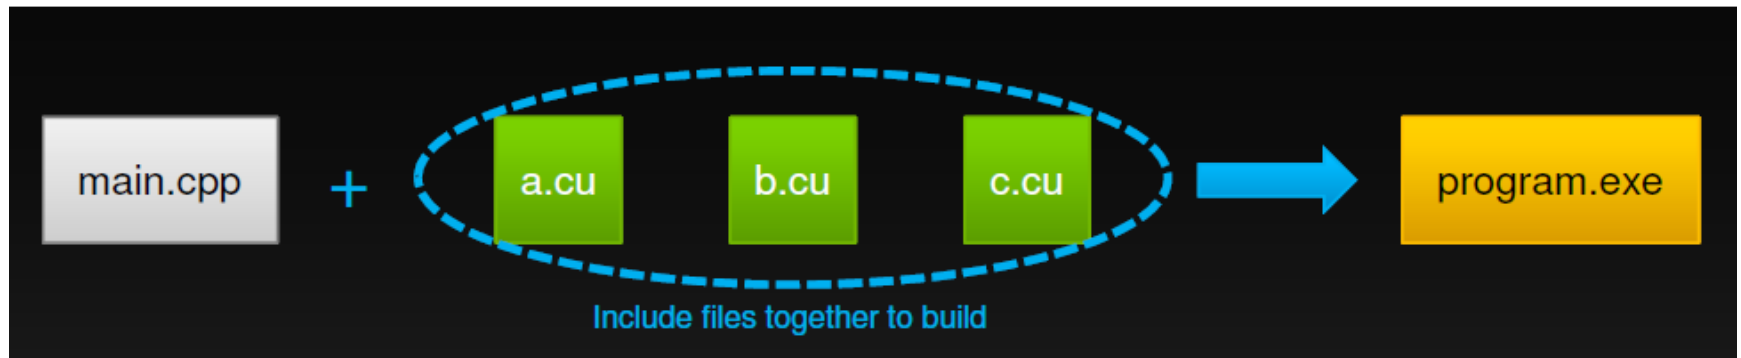 main.cpp + a.cu b.cu c.cu program.exe
Include files together to build